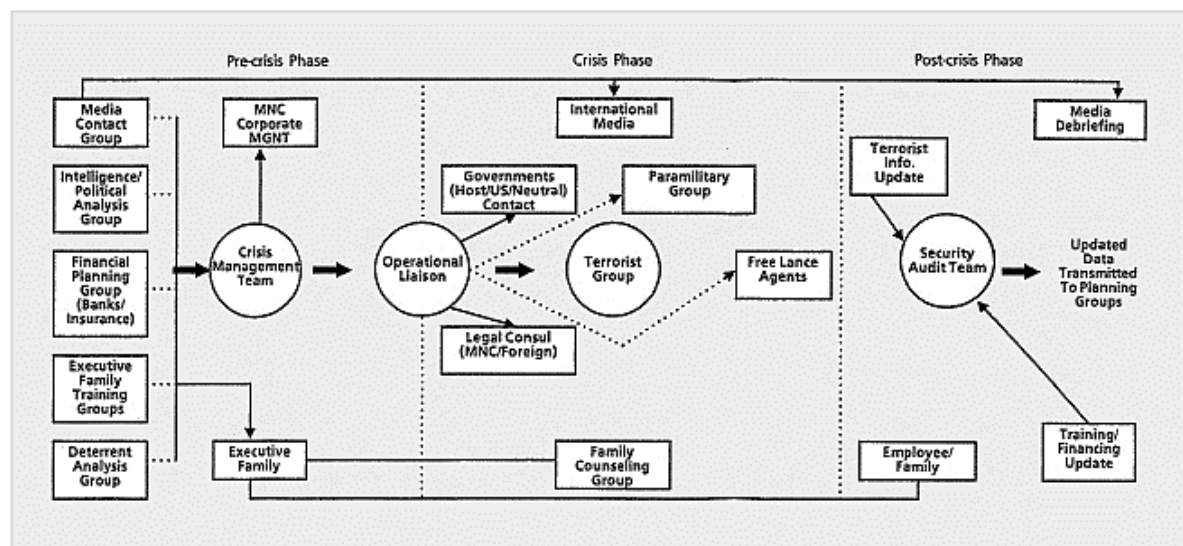 Pre-crisis Phase
Crisis Phase
Post-crisis Phase
Media
Contact
Group
MNC
Corporate
MGNT
International
Media
Media
Debriefing
Intelligence/
Political
Analysis
Group
Governments
(Host/US/Neutral)
Contact
Paramilitary
Group
Terrorist
Info.
Update
Financial
Planning
Group
(Banks/
Insurance)
Crisis
Management
Team
Operational
Liaison
Terrorist
Group
Free Lance
Agents
Security
Audit Team
Updated
Data
Transmitted
To Planning
Groups
Legal Consul
(MNC/Foreign)
Executive
Family
Training
Groups
Deterrent
Analysis
Group
Executive
Family
Family
Counseling
Group
Employee/
Family
Training/
Financing
Update